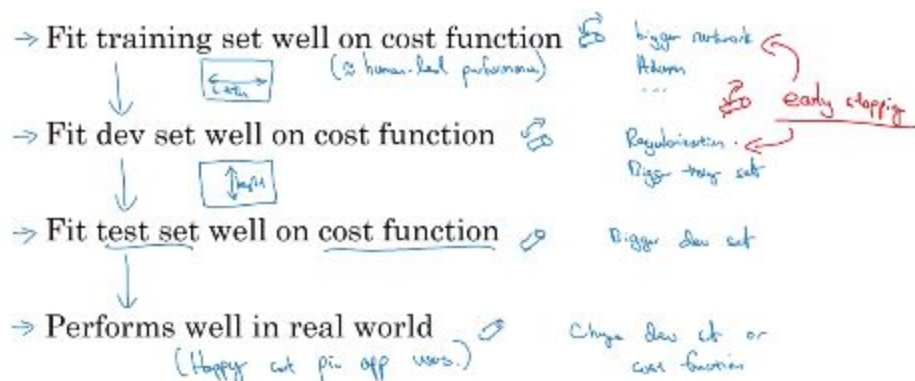 → Fit training set well on cost function
(≈ human-level performance)
bigger network
Adam
...
early stopping
width
→ Fit dev set well on cost function
Regularization
Bigger set
height
→ Fit test set well on cost function
Bigger dev set
→ Performs well in real world
(Happy cat pic app users.)
Change dev set or
cost function